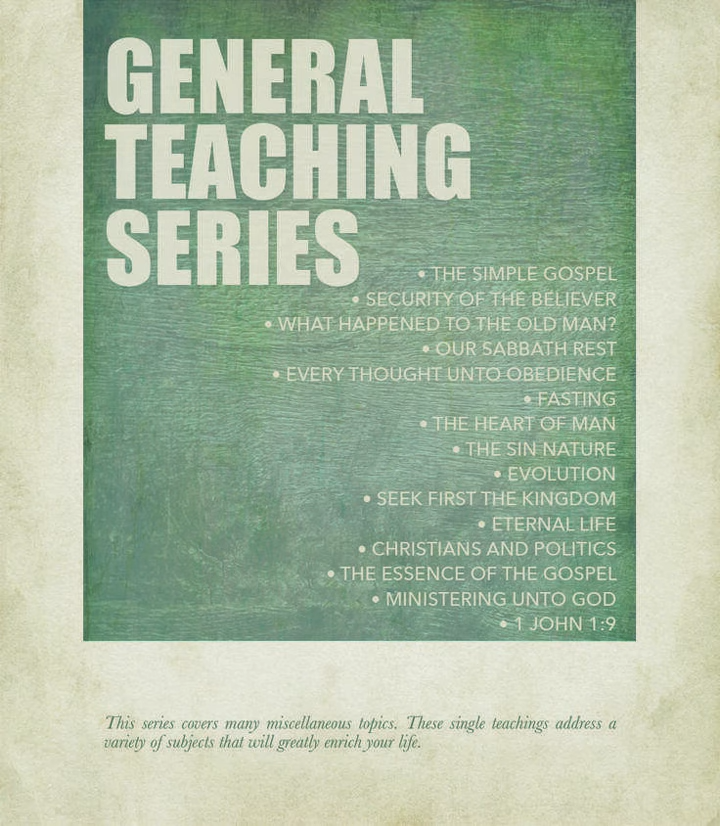 GENERAL
TEACHING
SERIES
• THE SIMPLE GOSPEL
• SECURITY OF THE BELIEVER
• WHAT HAPPENED TO THE OLD MAN?
• OUR SABBATH REST
• EVERY THOUGHT UNTO OBEDIENCE
• FASTING
• THE HEART OF MAN
• THE SIN NATURE
• EVOLUTION
• SEEK FIRST THE KINGDOM
• ETERNAL LIFE
• CHRISTIANS AND POLITICS
• THE ESSENCE OF THE GOSPEL
• MINISTERING UNTO GOD
• 1 JOHN 1:9
This series covers many miscellaneous topics. These single teachings address a
variety of subjects that will greatly enrich your life.